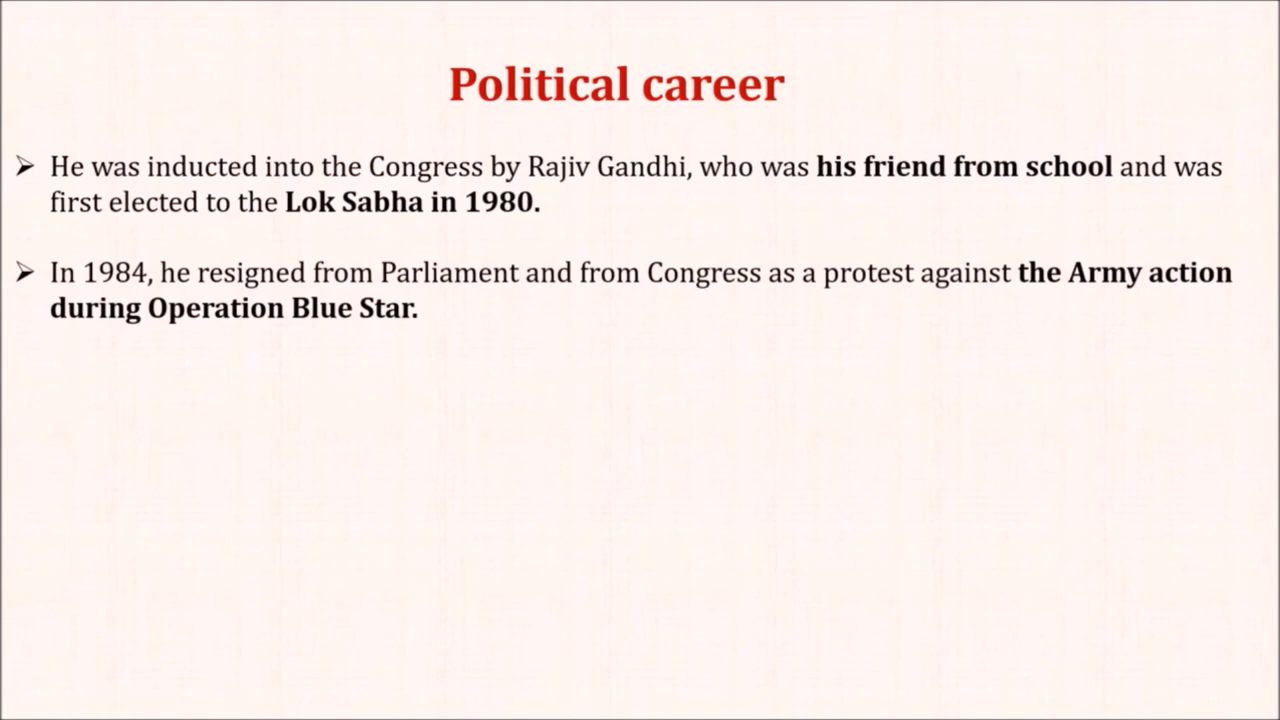 Political career
➢ He was inducted into the Congress by Rajiv Gandhi, who was his friend from school and was
first elected to the Lok Sabha in 1980.
➢ In 1984, he resigned from Parliament and from Congress as a protest against the Army action
during Operation Blue Star.